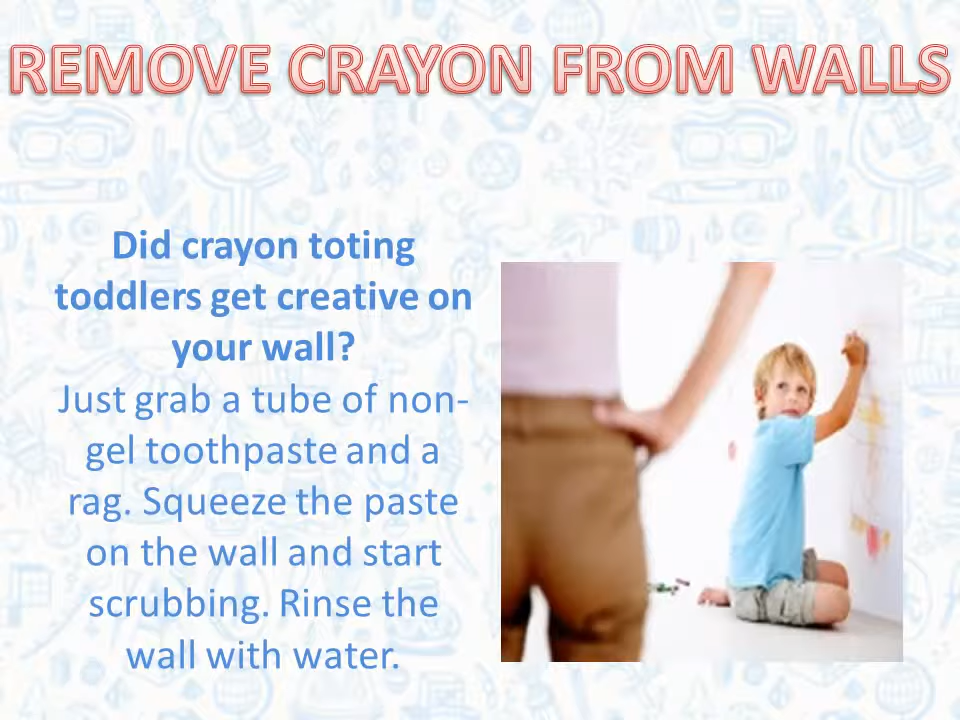 REMOVE CRAYON FROM WALLS
Did crayon toting
toddlers get creative on
your wall?
Just grab a tube of non-
gel toothpaste and a
rag. Squeeze the paste
on the wall and start
scrubbing. Rinse the
wall with water.